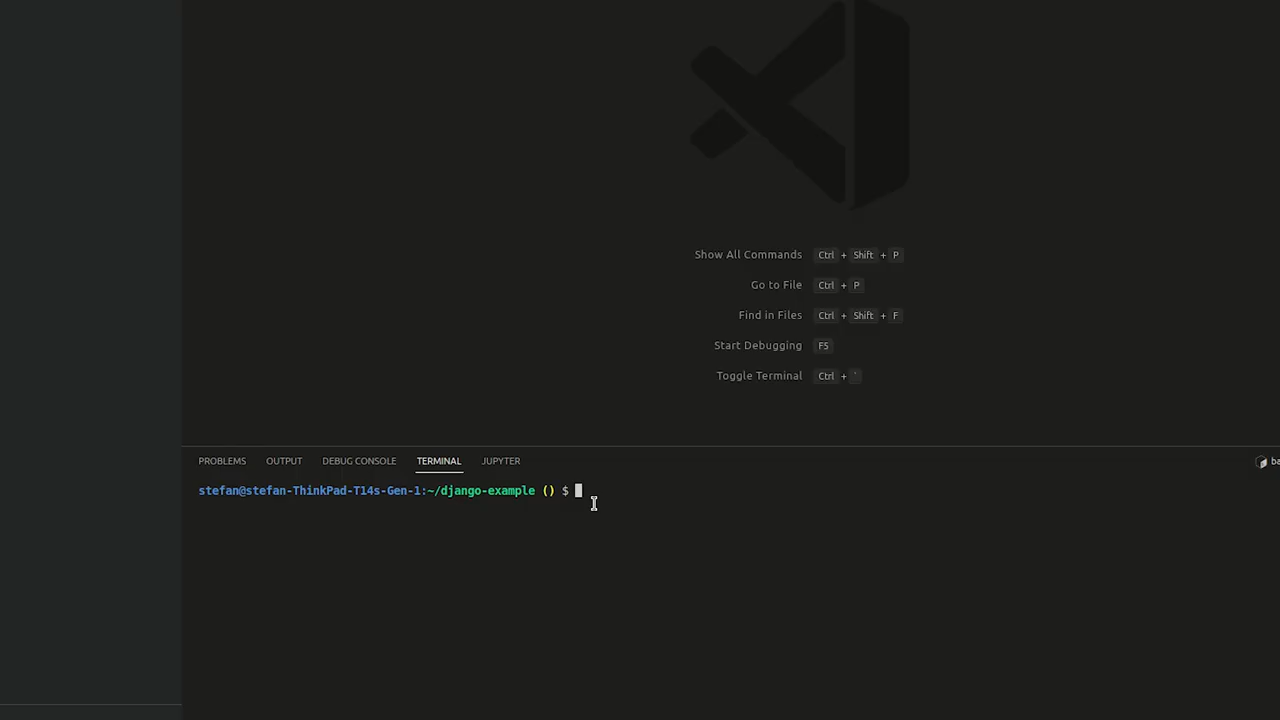 Show All Commands Ctrl + Shift + P
Go to File Ctrl + P
Find in Files Ctrl + Shift + F
Start Debugging F5
Toggle Terminal Ctrl + `
PROBLEMS OUTPUT DEBUG CONSOLE TERMINAL JUPYTER
stefan@stefan-ThinkPad-T14s-Gen-1:~/django-example () $